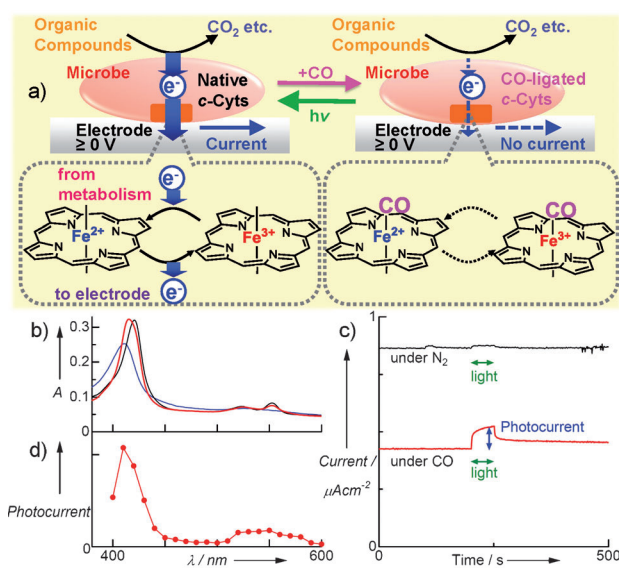 Organic
Compounds
CO2 etc.
Microbe
e-
Native
c-Cyts
a)
Electrode
≥ 0 V
Current
+CO
hν
Organic
Compounds
CO2 etc.
Microbe
e-
CO-ligated
c-Cyts
Electrode
≥ 0 V
No current
from
metabolism
e-
N
N
N
N
Fe2+
N
N
N
N
Fe3+
to electrode
e-
CO
N
N
N
N
Fe2+
CO
N
N
N
N
Fe3+
b)
0.3
0.2
A
0.1
0
d)
Photocurrent
0
400
λ / nm
600
c)
1
under N2
light
Photocurrent
Current /
μAcm-2
under CO
light
0
0
Time / s
500